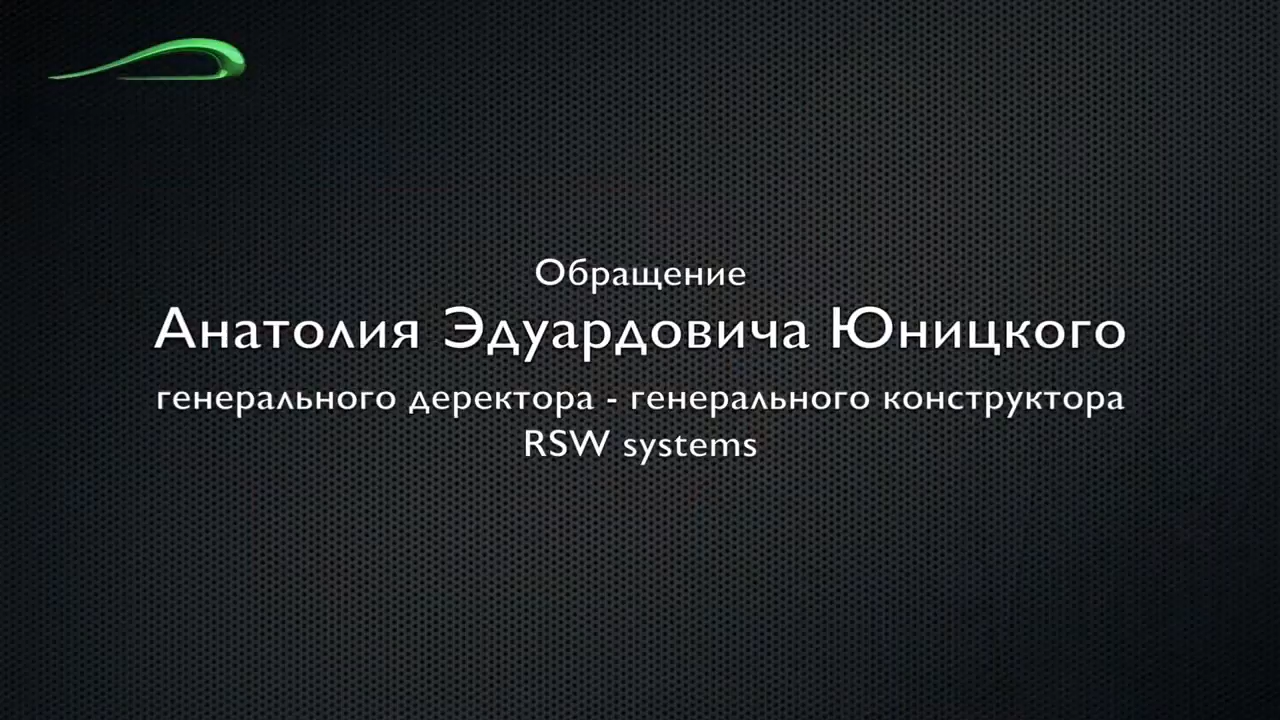 Обращение
Анатолия Эдуардовича Юницкого
генерального деректора - генерального конструктора
RSW systems